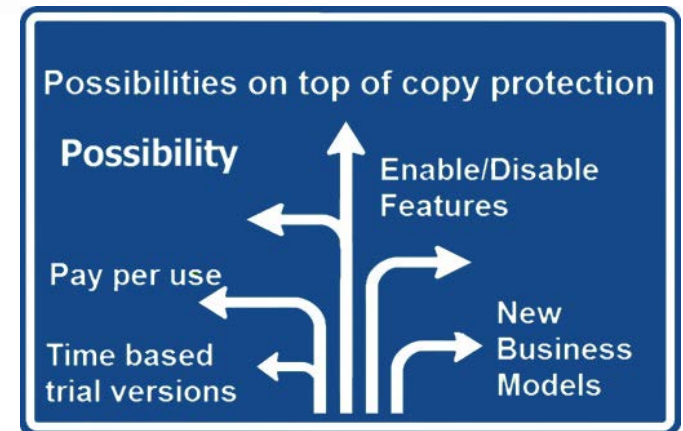 Possibilities on top of copy protection
Possibility
Enable/Disable
Features
Pay per use
Time based
trial versions
New
Business
Models